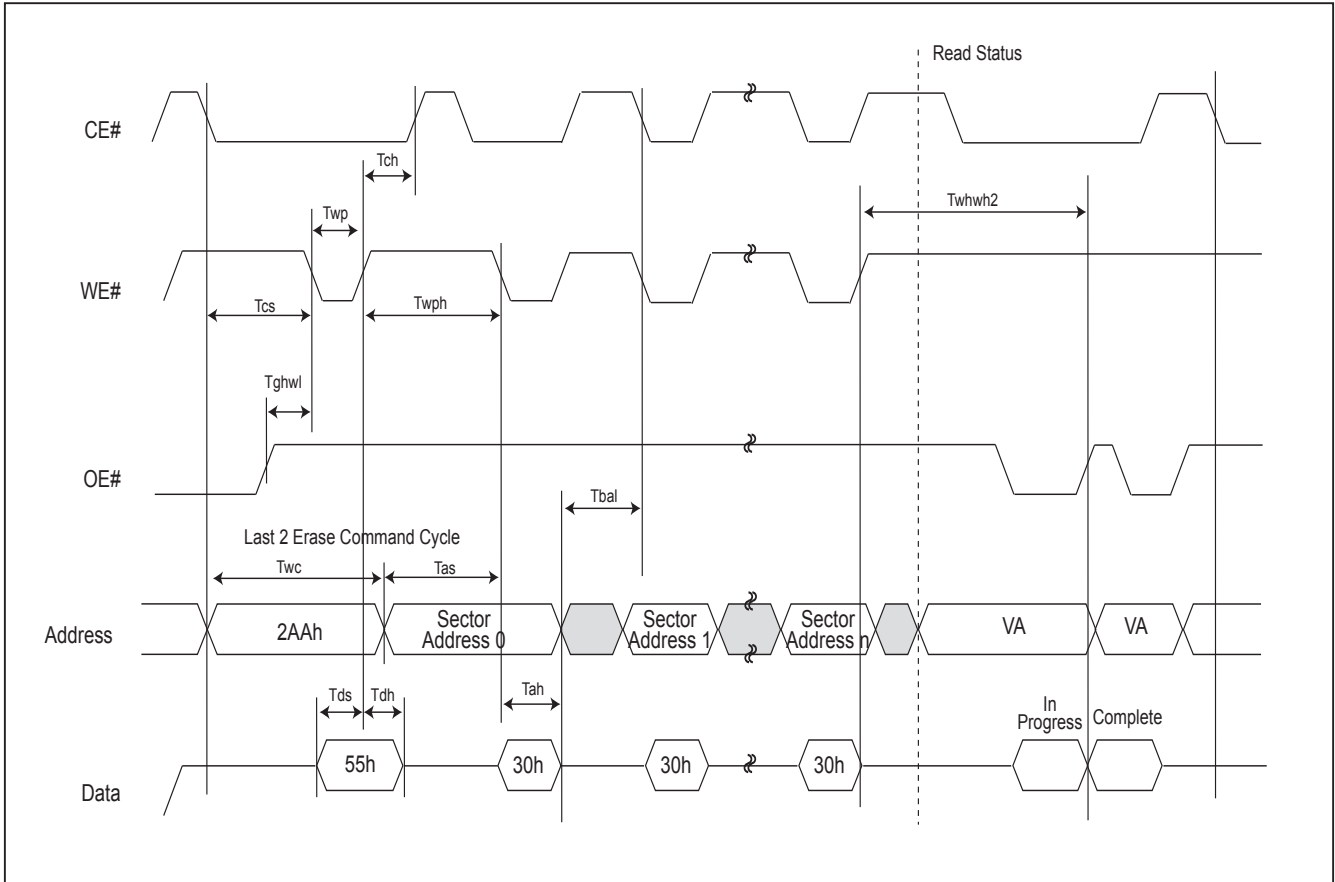 Read Status
CE#
Tch
Twhwh2
Twp
WE#
Tcs
Twph
Tghwl
OE#
Tbal
Last 2 Erase Command Cycle
Twc
Tas
Address
2AAh
Sector
Address 0
Sector
Address 1
Sector
Address n
VA
VA
Tds
Tdh
Tah
In
Progress
Complete
Data
55h
30h
30h
30h